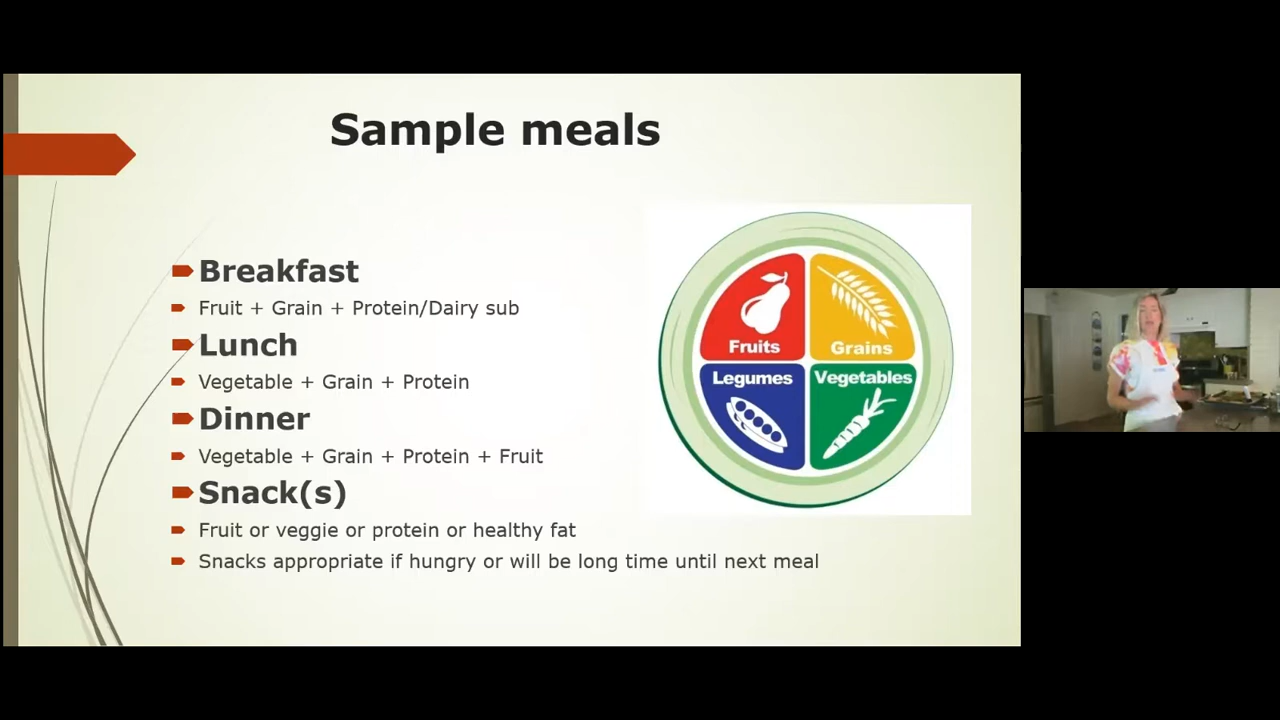 Sample meals
Breakfast
Fruit + Grain + Protein/Dairy sub
Lunch
Vegetable + Grain + Protein
Dinner
Vegetable + Grain + Protein + Fruit
Snack(s)
Fruit or veggie or protein or healthy fat
Snacks appropriate if hungry or will be long time until next meal
Fruits
Grains
Legumes
Vegetables